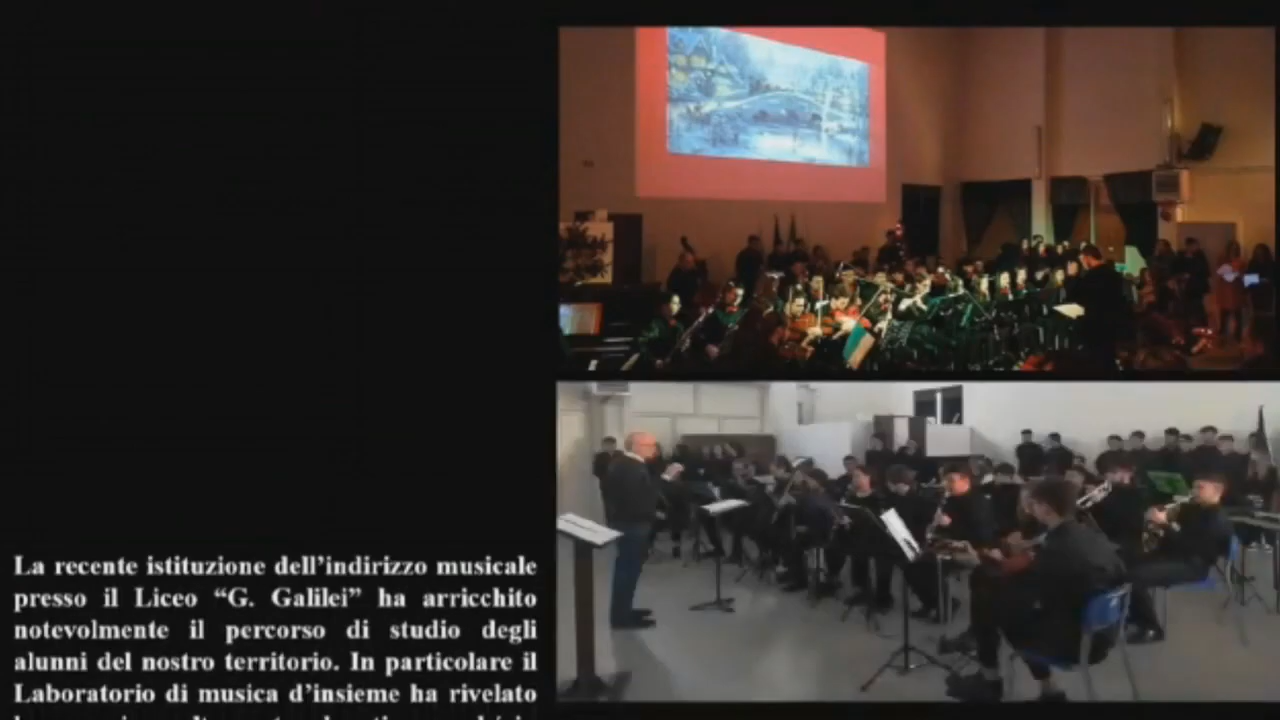 La recente istituzione dell’indirizzo musicale
presso il Liceo “G. Galilei” ha arricchito
notevolmente il percorso di studio degli
alunni del nostro territorio. In particolare il
Laboratorio di musica d’insieme ha rivelato